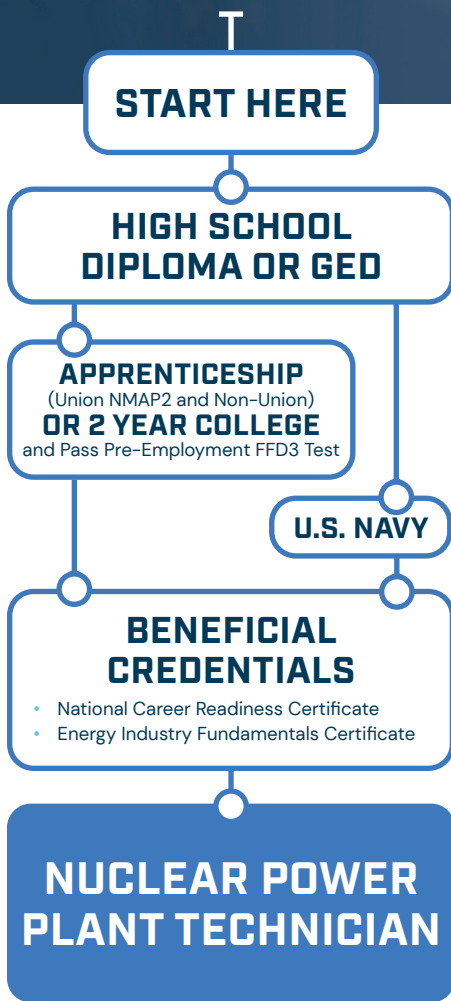 START HERE
HIGH SCHOOL
DIPLOMA OR GED
APPRENTICESHIP
(Union NMAP2 and Non-Union)
OR 2 YEAR COLLEGE
and Pass Pre-Employment FFD3 Test
U.S. NAVY
BENEFICIAL
CREDENTIALS
• National Career Readiness Certificate
• Energy Industry Fundamentals Certificate
NUCLEAR POWER
PLANT TECHNICIAN